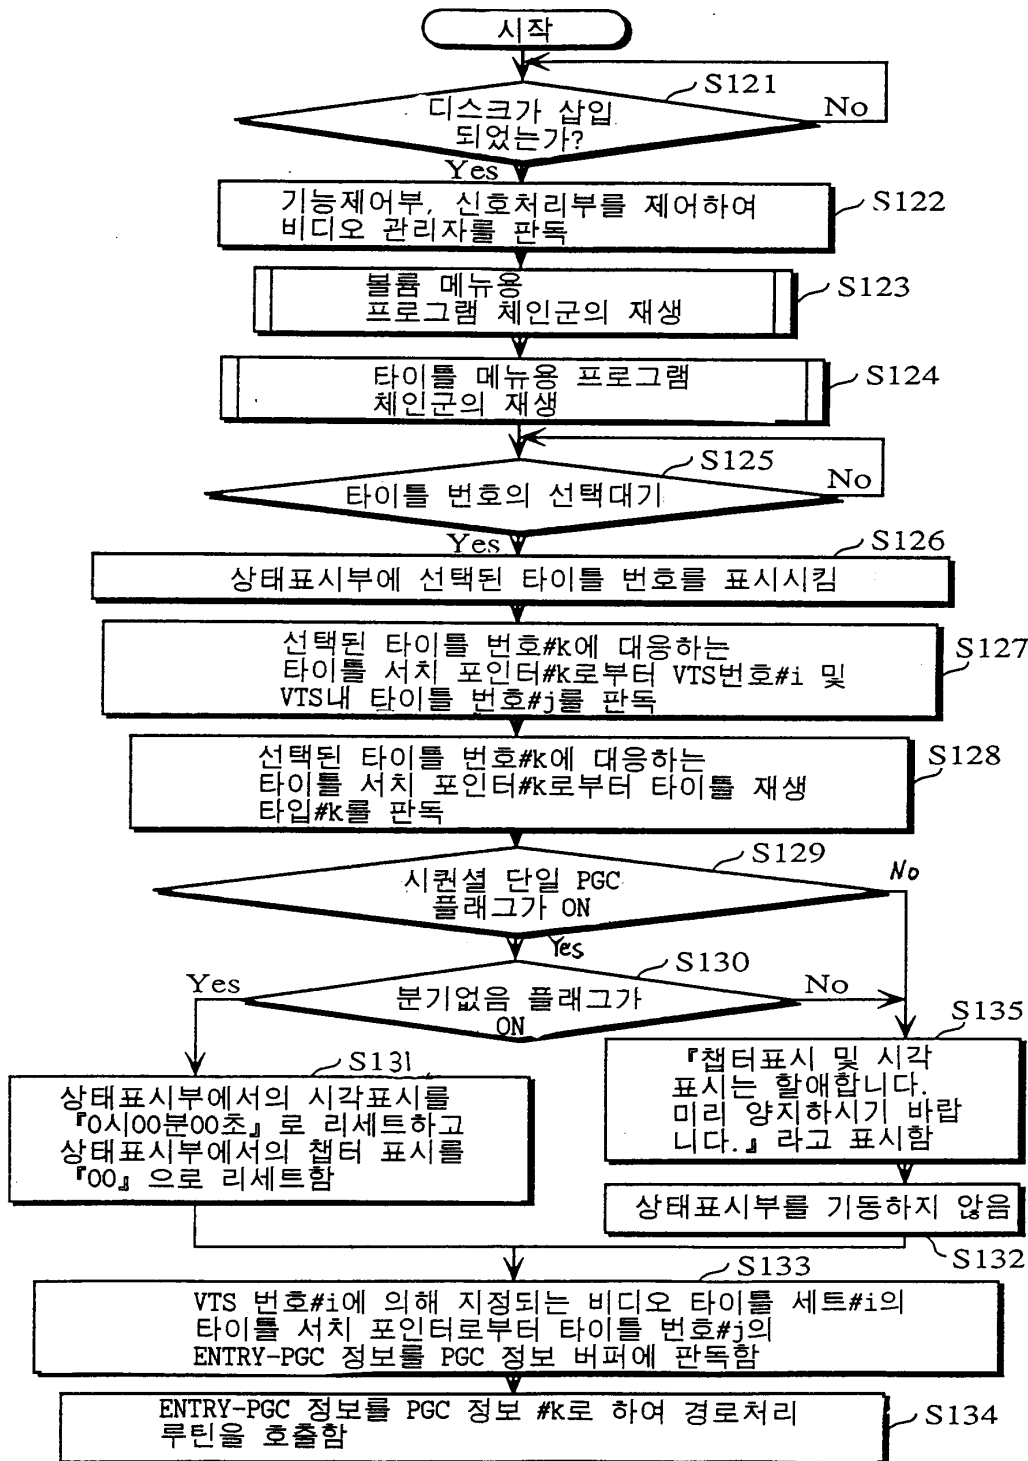 시작
S121
디스크가 삽입
되었는가?
No
Yes
기능제어부, 신호처리부를 제어하여
비디오 관리자를 판독
S122
볼륨 메뉴용
프로그램 체인군의 재생
S123
타이틀 메뉴용 프로그램
체인군의 재생
S124
S125
타이틀 번호의 선택대기
No
Yes
S126
상태표시부에 선택된 타이틀 번호를 표시시킴
선택된 타이틀 번호#k에 대응하는
타이틀 서치 포인터#k로부터 VTS번호#i 및
VTS내 타이틀 번호#j를 판독
S127
선택된 타이틀 번호#k에 대응하는
타이틀 서치 포인터#k로부터 타이틀 재생
타입#k를 판독
S128
S129
시퀀셜 단일 PGC
플래그가 ON
No
Yes
S130
분기없음 플래그가
ON
Yes
No
S131
상태표시부에서의 시각표시를
『0시00분00초』로 리세트하고
상태표시부에서의 챕터 표시를
『00』으로 리세트함
S135
『챕터표시 및 시각
표시는 할애합니다.
미리 양지하시기 바랍
니다.』라고 표시함
상태표시부를 기동하지 않음
S132
S133
VTS 번호#i에 의해 지정되는 비디오 타이틀 세트#i의
타이틀 서치 포인터로부터 타이틀 번호#j의
ENTRY-PGC 정보를 PGC 정보 버퍼에 판독함
ENTRY-PGC 정보를 PGC 정보 #k로 하여 경로처리
루틴을 호출함
S134